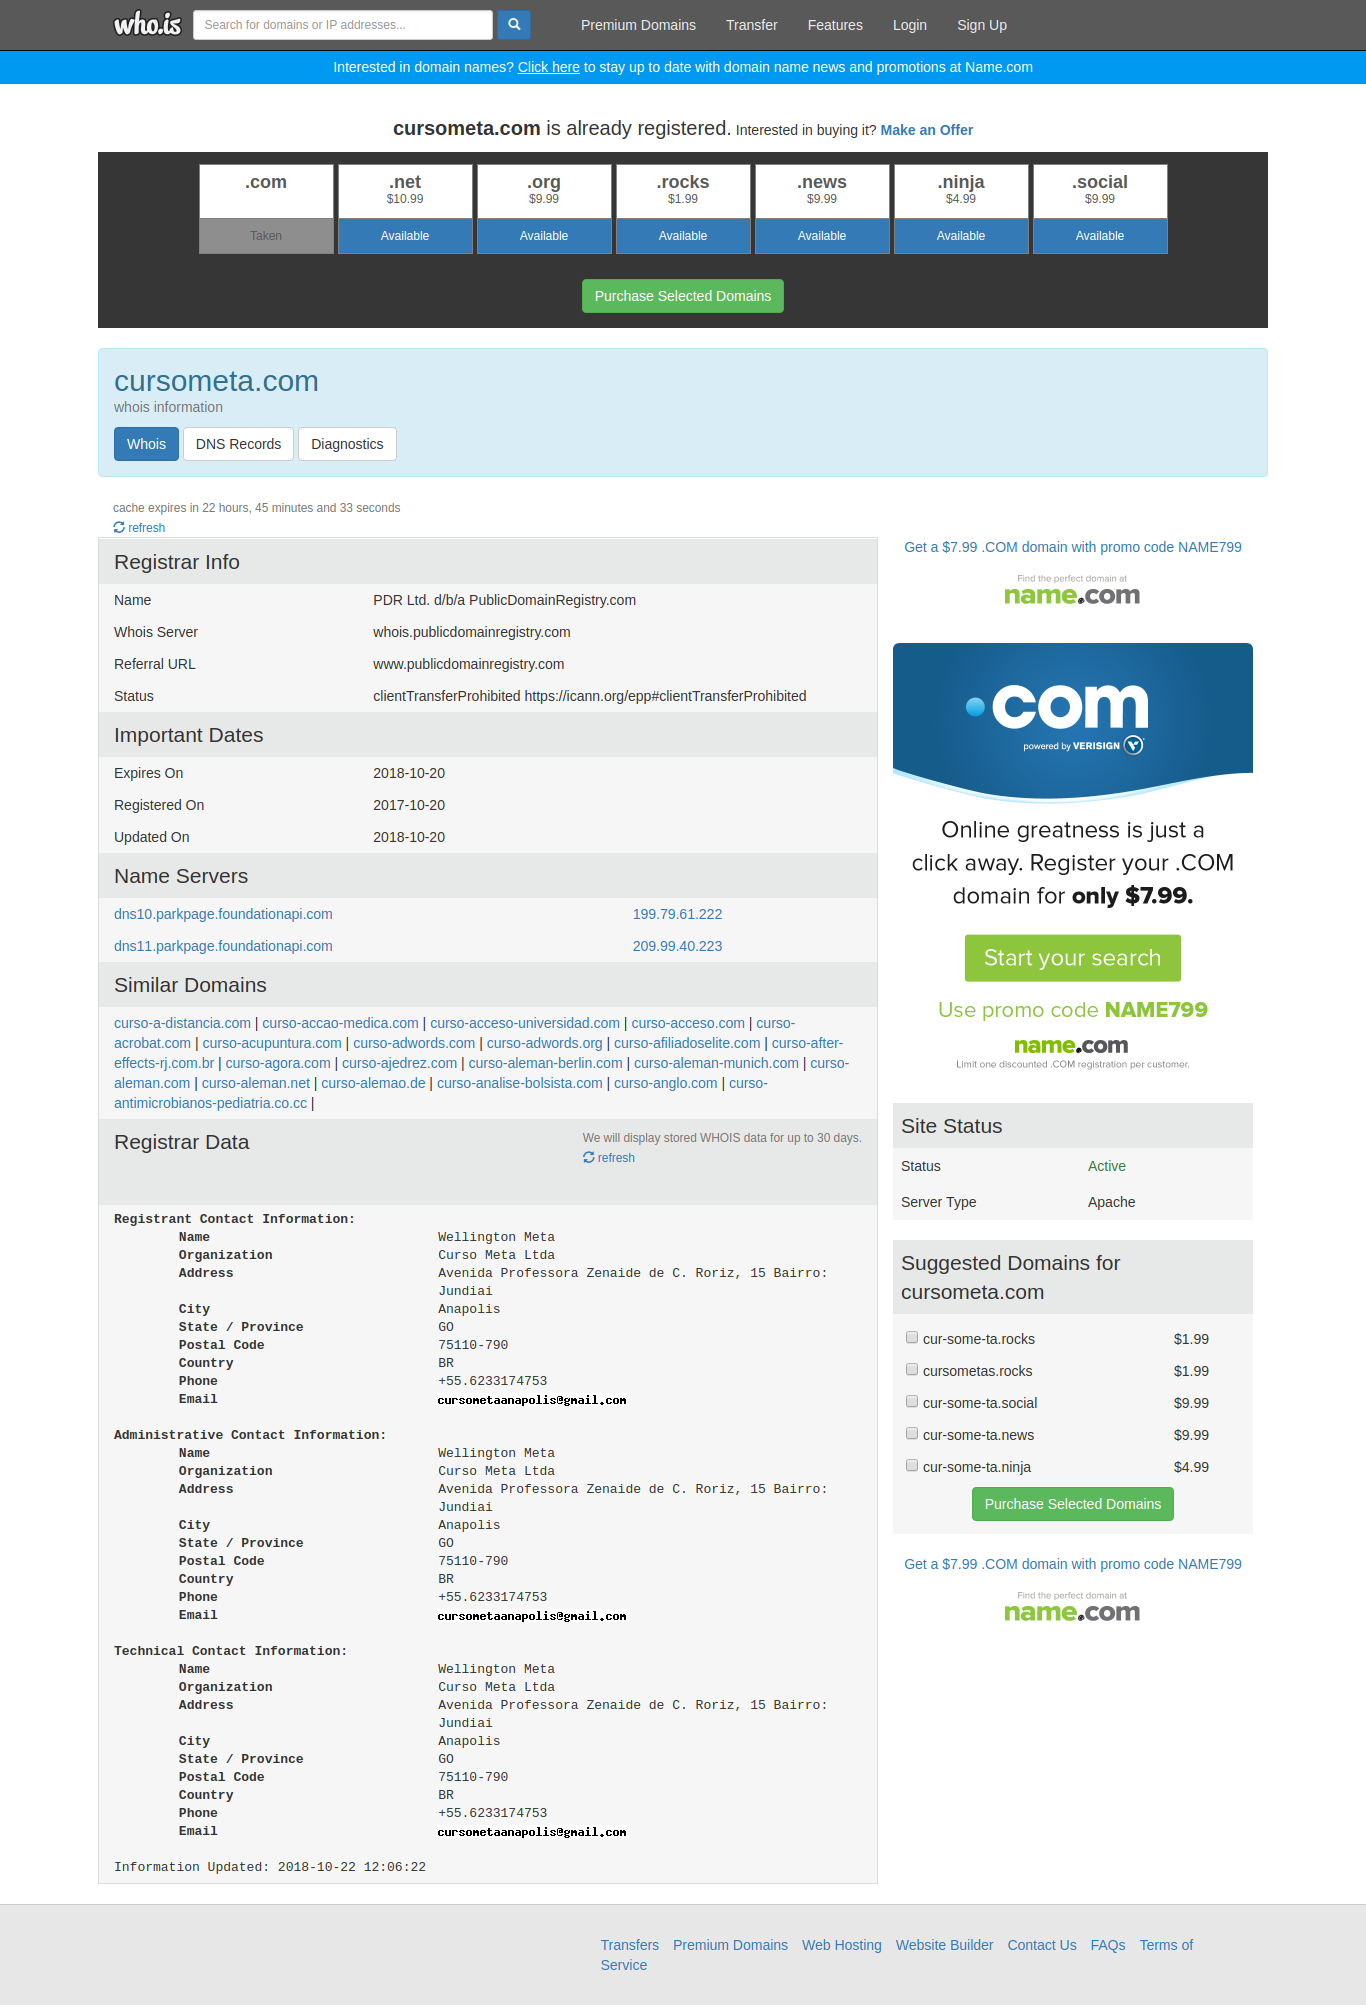 who.is Search for domains or IP addresses... Premium Domains Transfer Features Login Sign Up
Interested in domain names? Click here to stay up to date with domain name news and promotions at Name.com
cursometa.com is already registered. Interested in buying it? Make an Offer
.com .net .org .rocks .news .ninja .social
$10.99 $9.99 $1.99 $9.99 $4.99 $9.99
Taken Available Available Available Available Available Available
Purchase Selected Domains
cursometa.com
whois information
Whois DNS Records Diagnostics
cache expires in 22 hours, 45 minutes and 33 seconds
refresh
Registrar Info
Name PDR Ltd. d/b/a PublicDomainRegistry.com
Whois Server whois.publicdomainregistry.com
Referral URL www.publicdomainregistry.com
Status clientTransferProhibited https://icann.org/epp#clientTransferProhibited
Important Dates
Expires On 2018-10-20
Registered On 2017-10-20
Updated On 2018-10-20
Name Servers
dns10.parkpage.foundationapi.com 199.79.61.222
dns11.parkpage.foundationapi.com 209.99.40.223
Similar Domains
curso-a-distancia.com | curso-accao-medica.com | curso-acceso-universidad.com | curso-acceso.com | curso-
acrobat.com | curso-acupuntura.com | curso-adwords.com | curso-adwords.org | curso-afiliadoselite.com | curso-after-
effects-rj.com.br | curso-agora.com | curso-ajedrez.com | curso-aleman-berlin.com | curso-aleman-munich.com | curso-
aleman.com | curso-aleman.net | curso-alemao.de | curso-analise-bolsista.com | curso-anglo.com | curso-
antimicrobianos-pediatria.co.cc |
Registrar Data We will display stored WHOIS data for up to 30 days.
refresh
Registrant Contact Information:
Name Wellington Meta
Organization Curso Meta Ltda
Address Avenida Professora Zenaide de C. Roriz, 15 Bairro:
Jundiai
City Anapolis
State / Province GO
Postal Code 75110-790
Country BR
Phone +55.6233174753
Email cursometaanapolis@gmail.com
Administrative Contact Information:
Name Wellington Meta
Organization Curso Meta Ltda
Address Avenida Professora Zenaide de C. Roriz, 15 Bairro:
Jundiai
City Anapolis
State / Province GO
Postal Code 75110-790
Country BR
Phone +55.6233174753
Email cursometaanapolis@gmail.com
Technical Contact Information:
Name Wellington Meta
Organization Curso Meta Ltda
Address Avenida Professora Zenaide de C. Roriz, 15 Bairro:
Jundiai
City Anapolis
State / Province GO
Postal Code 75110-790
Country BR
Phone +55.6233174753
Email cursometaanapolis@gmail.com
Information Updated: 2018-10-22 12:06:22
Get a $7.99 .COM domain with promo code NAME799
Find the perfect domain at
name.com
.com
powered by VERISIGN
Online greatness is just a
click away. Register your .COM
domain for only $7.99.
Start your search
Use promo code NAME799
name.com
Limit one discounted .COM registration per customer.
Site Status
Status Active
Server Type Apache
Suggested Domains for
cursometa.com
cur-some-ta.rocks $1.99
cursometas.rocks $1.99
cur-some-ta.social $9.99
cur-some-ta.news $9.99
cur-some-ta.ninja $4.99
Purchase Selected Domains
Get a $7.99 .COM domain with promo code NAME799
Find the perfect domain at
name.com
Transfers Premium Domains Web Hosting Website Builder Contact Us FAQs Terms of
Service